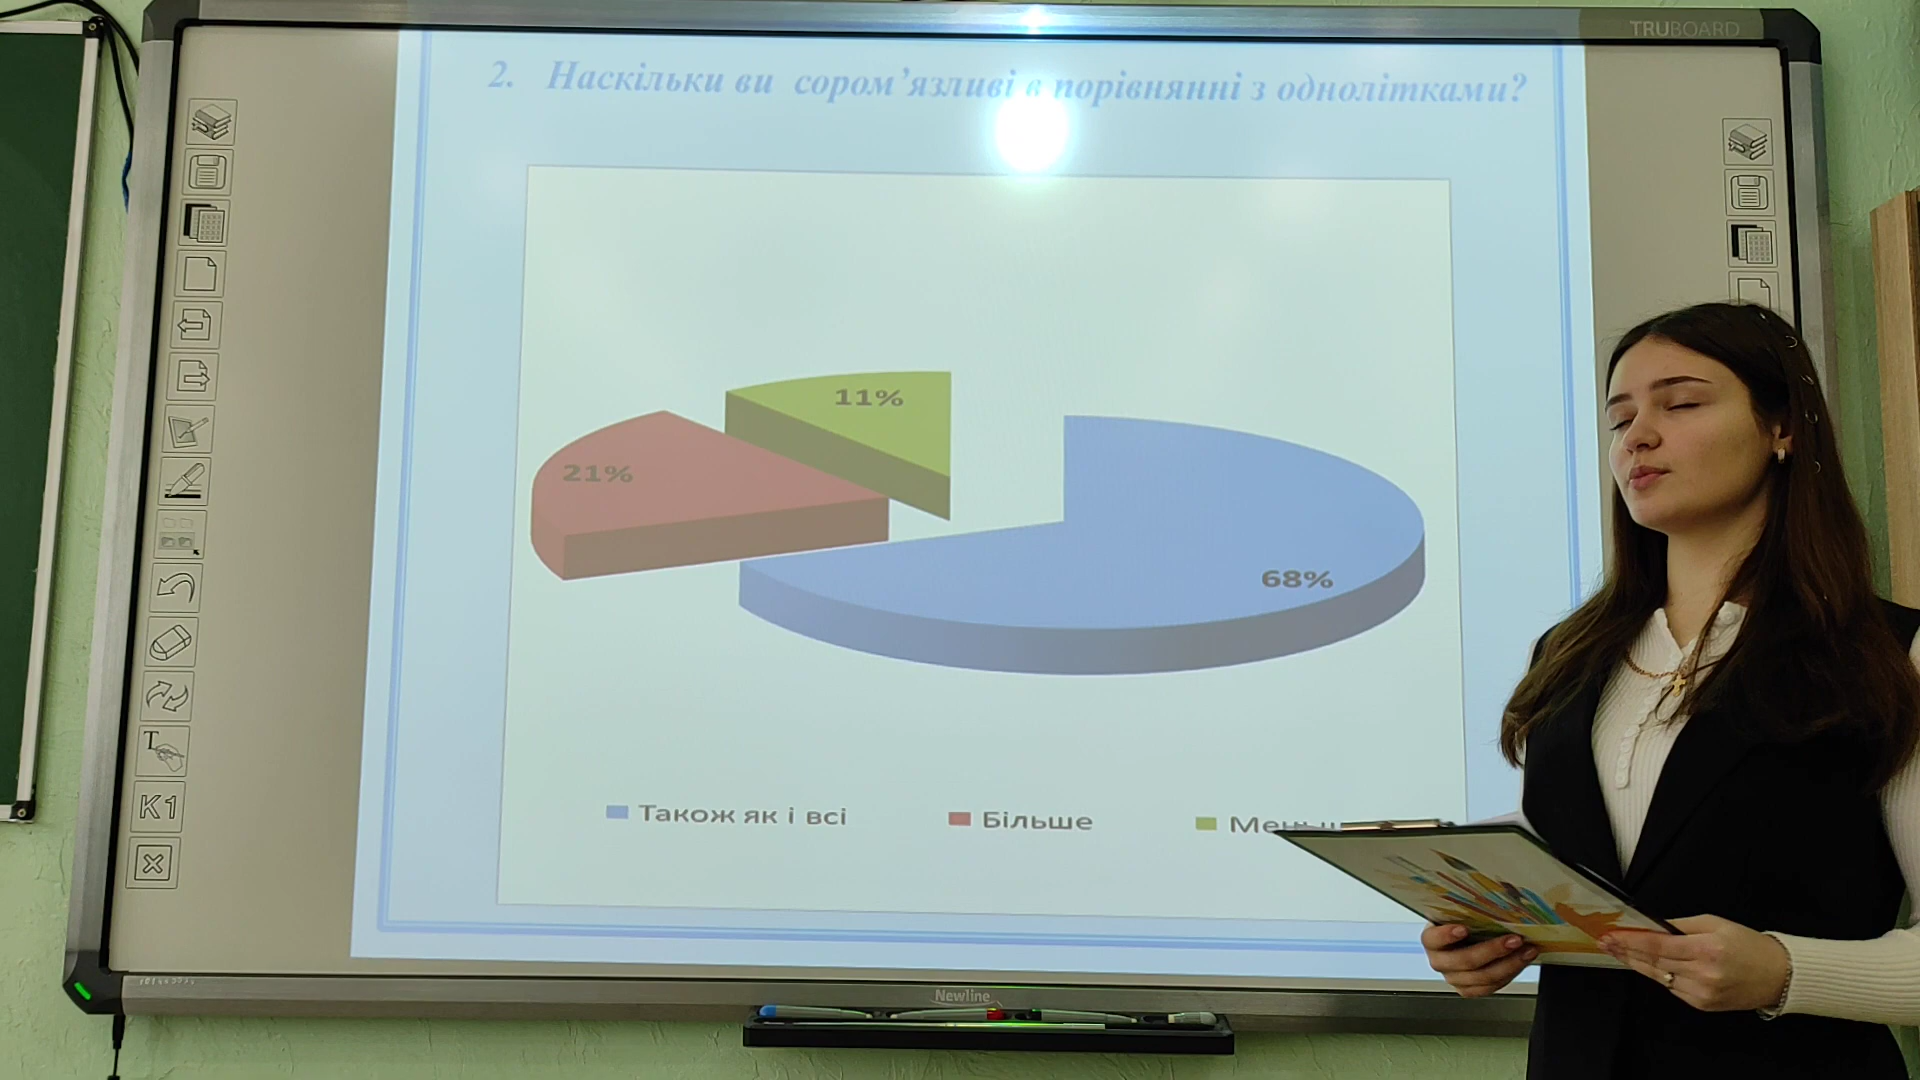 TRUBOARD
2. Наскільки ви сором’язливі в порівнянні з однолітками?
11%
21%
68%
Також як і всі
Більше
T
K1
Newline